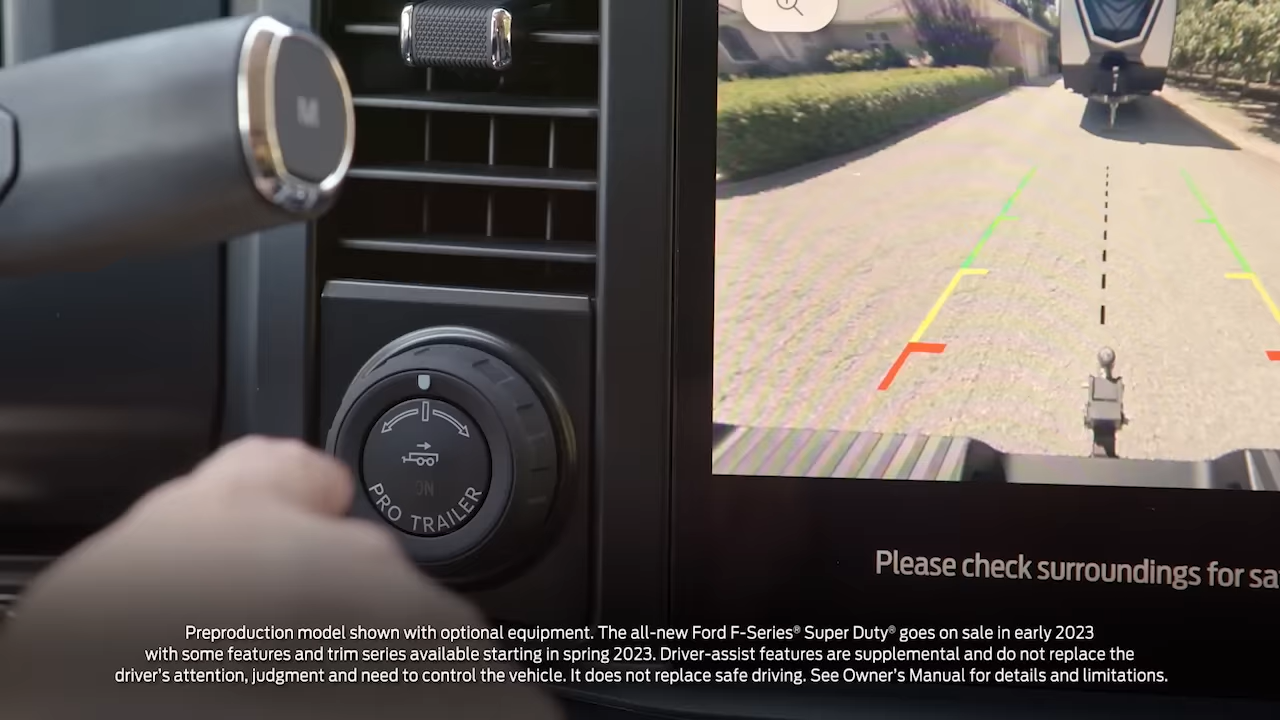 M
ON
PRO TRAILER
Please check surroundings for sa
Preproduction model shown with optional equipment. The all-new Ford F-Series® Super Duty® goes on sale in early 2023
with some features and trim series available starting in spring 2023. Driver-assist features are supplemental and do not replace the
driver's attention, judgment and need to control the vehicle. It does not replace safe driving. See Owner's Manual for details and limitations.